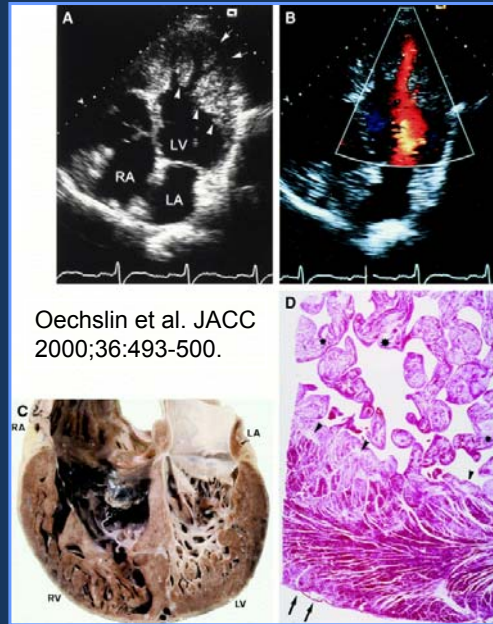 A
B
LV
RA
LA
Oechslin et al. JACC
2000;36:493-500.
C
RA
LA
RV
LV
D